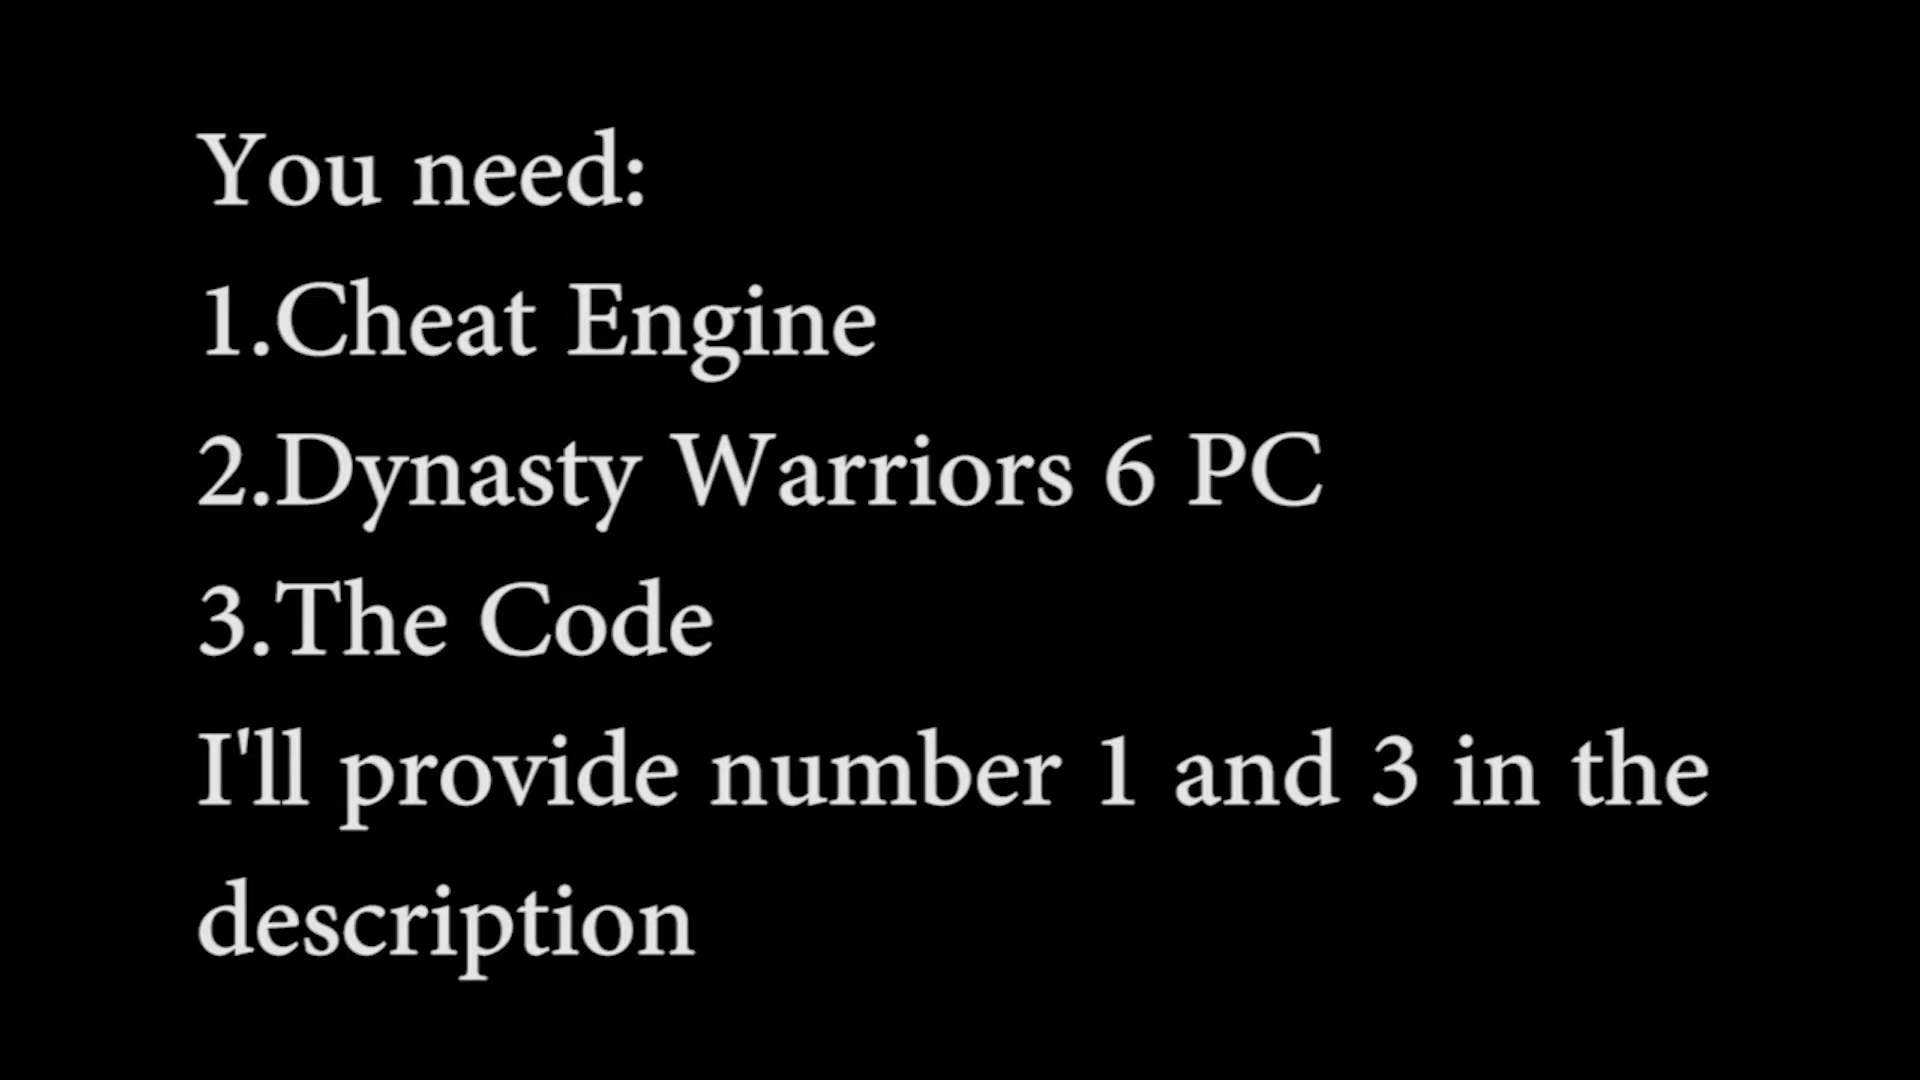 You need:
1.Cheat Engine
2.Dynasty Warriors 6 PC
3.The Code
I'll provide number 1 and 3 in the
description